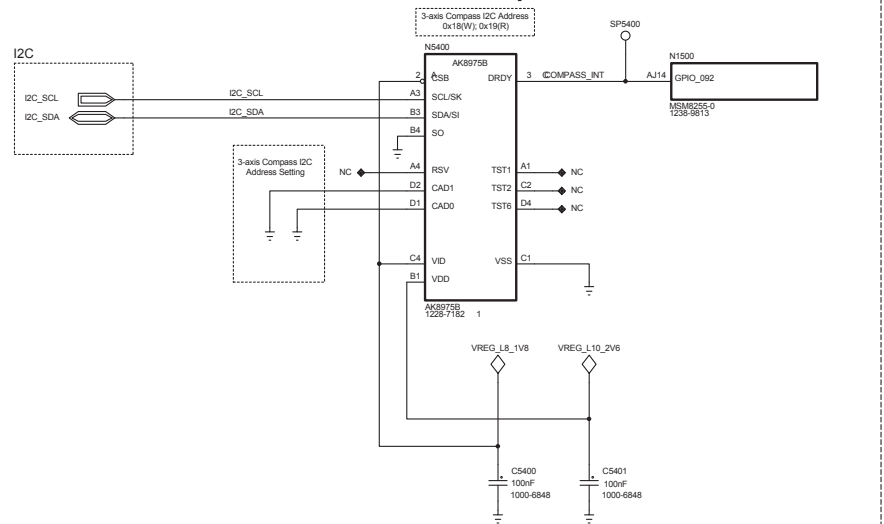 3-axis Compass I2C Address
0x18(W); 0x19(R)
SP5400
I2C
N5400
N1500
AK8975B
2
CSB
DRDY
3
COMPASS_INT
AJ14
GPIO_092
I2C_SCL
I2C_SCL
A3
SCL/SK
MSM8255-0
1238-9813
I2C_SDA
I2C_SDA
B3
SDA/SI
B4
SO
3-axis Compass I2C
Address Setting
NC
A4
RSV
TST1
A1
NC
D2
CAD1
TST2
C2
NC
D1
CAD0
TST6
D4
NC
C4
VID
VSS
C1
B1
VDD
AK8975B
1228-7182
1
VREG_L8_1V8
VREG_L10_2V6
C5400
100nF
1000-6848
C5401
100nF
1000-6848